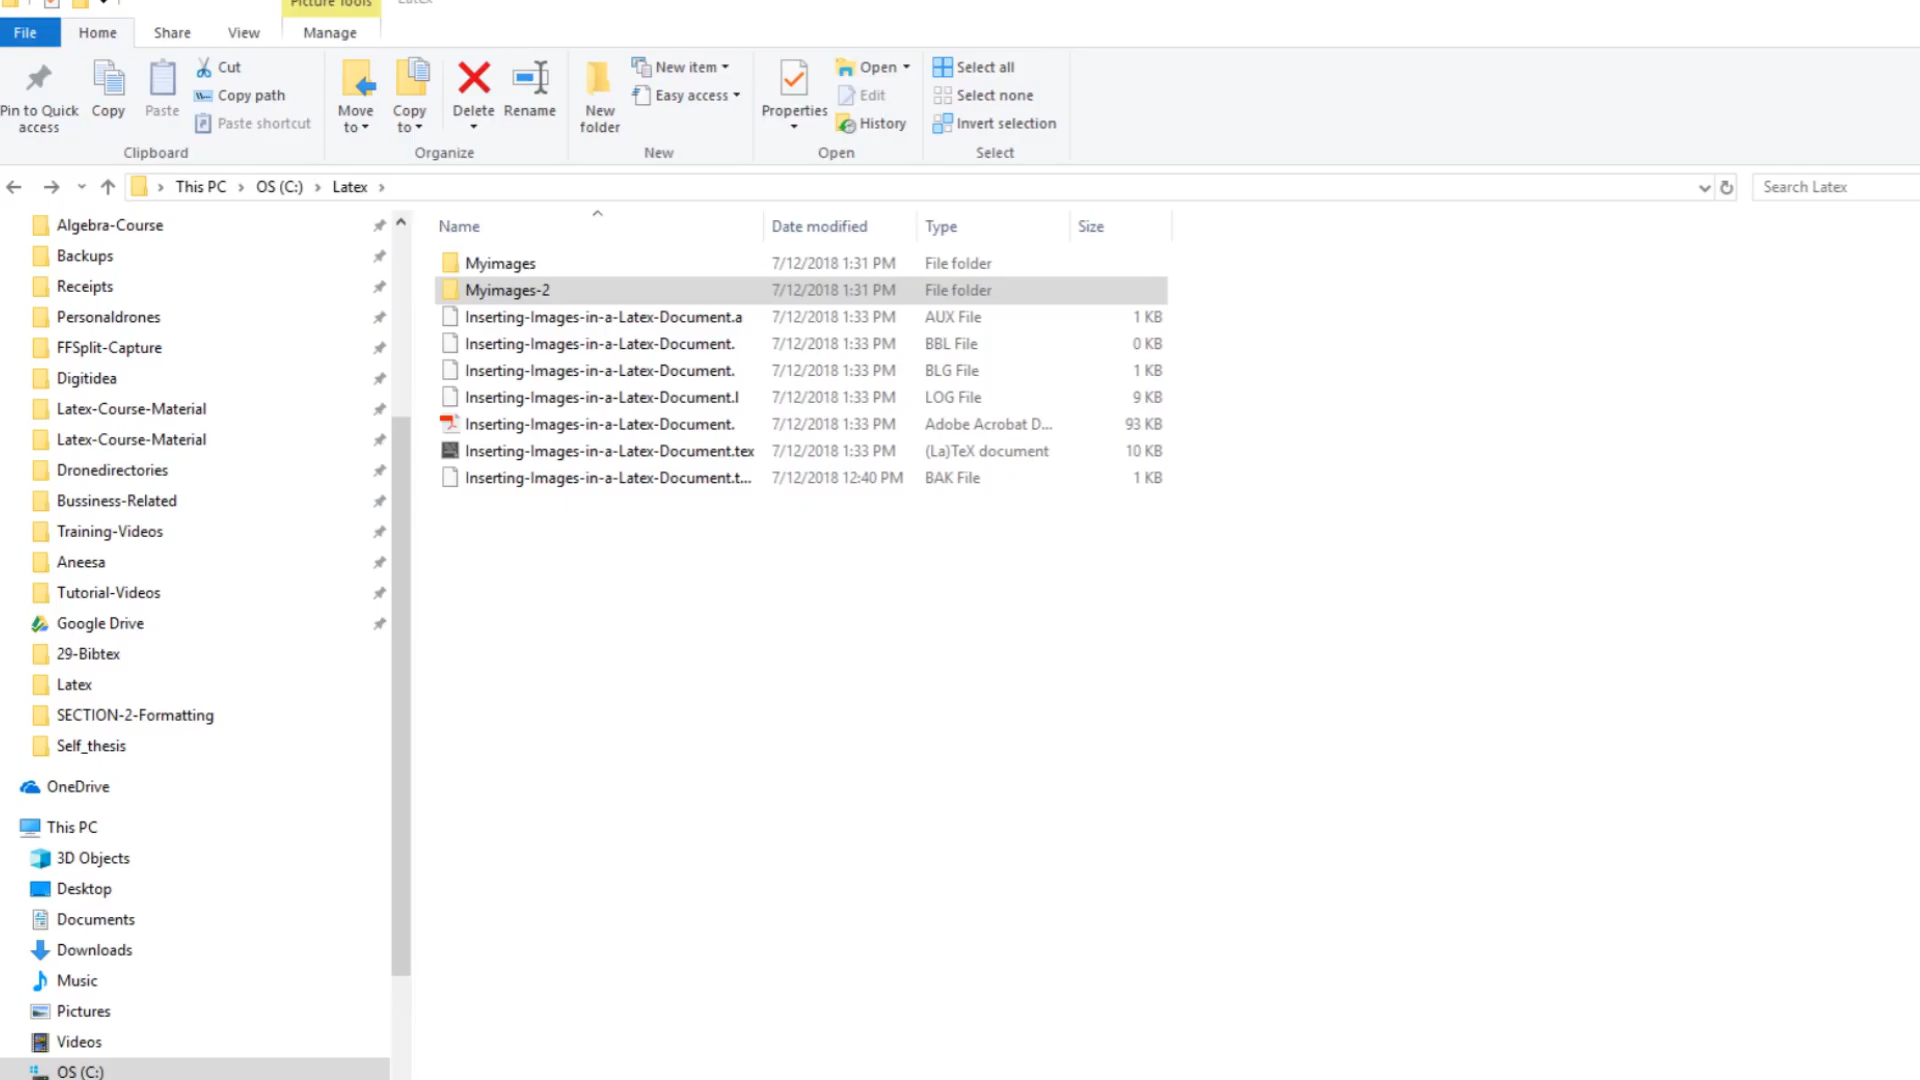 Picture Tools
Latex
File Home Share View Manage
Pin to Quick access
Copy
Paste
Cut
Copy path
Paste shortcut
Clipboard
Move to
Copy to
Delete
Rename
Organize
New folder
New item
Easy access
New
Properties
Open
Edit
History
Open
Select all
Select none
Invert selection
Select
This PC › OS (C:) › Latex ›
Search Latex
Algebra-Course
Backups
Receipts
Personaldrones
FFSplit-Capture
Digitidea
Latex-Course-Material
Latex-Course-Material
Dronedirectories
Bussiness-Related
Training-Videos
Aneesa
Tutorial-Videos
Google Drive
29-Bibtex
Latex
SECTION-2-Formatting
Self_thesis
OneDrive
This PC
3D Objects
Desktop
Documents
Downloads
Music
Pictures
Videos
OS (C:)
Name Date modified Type Size
Myimages 7/12/2018 1:31 PM File folder
Myimages-2 7/12/2018 1:31 PM File folder
Inserting-Images-in-a-Latex-Document.a 7/12/2018 1:33 PM AUX File 1 KB
Inserting-Images-in-a-Latex-Document. 7/12/2018 1:33 PM BBL File 0 KB
Inserting-Images-in-a-Latex-Document. 7/12/2018 1:33 PM BLG File 1 KB
Inserting-Images-in-a-Latex-Document.l 7/12/2018 1:33 PM LOG File 9 KB
Inserting-Images-in-a-Latex-Document. 7/12/2018 1:33 PM Adobe Acrobat D... 93 KB
Inserting-Images-in-a-Latex-Document.tex 7/12/2018 1:33 PM (La)TeX document 10 KB
Inserting-Images-in-a-Latex-Document.t... 7/12/2018 12:40 PM BAK File 1 KB